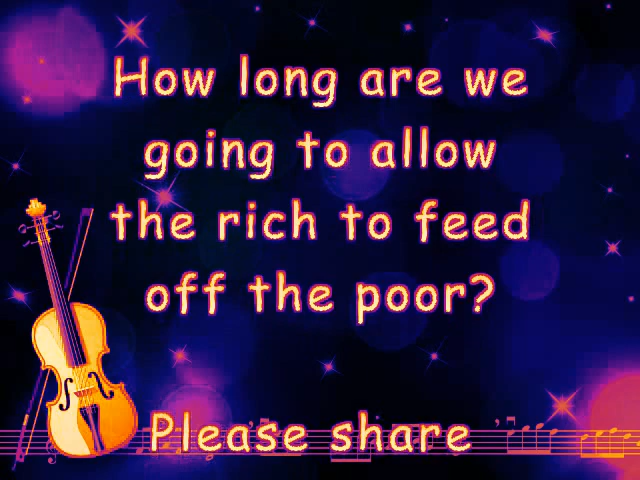 How long are we
going to allow
the rich to feed
off the poor?
Please share